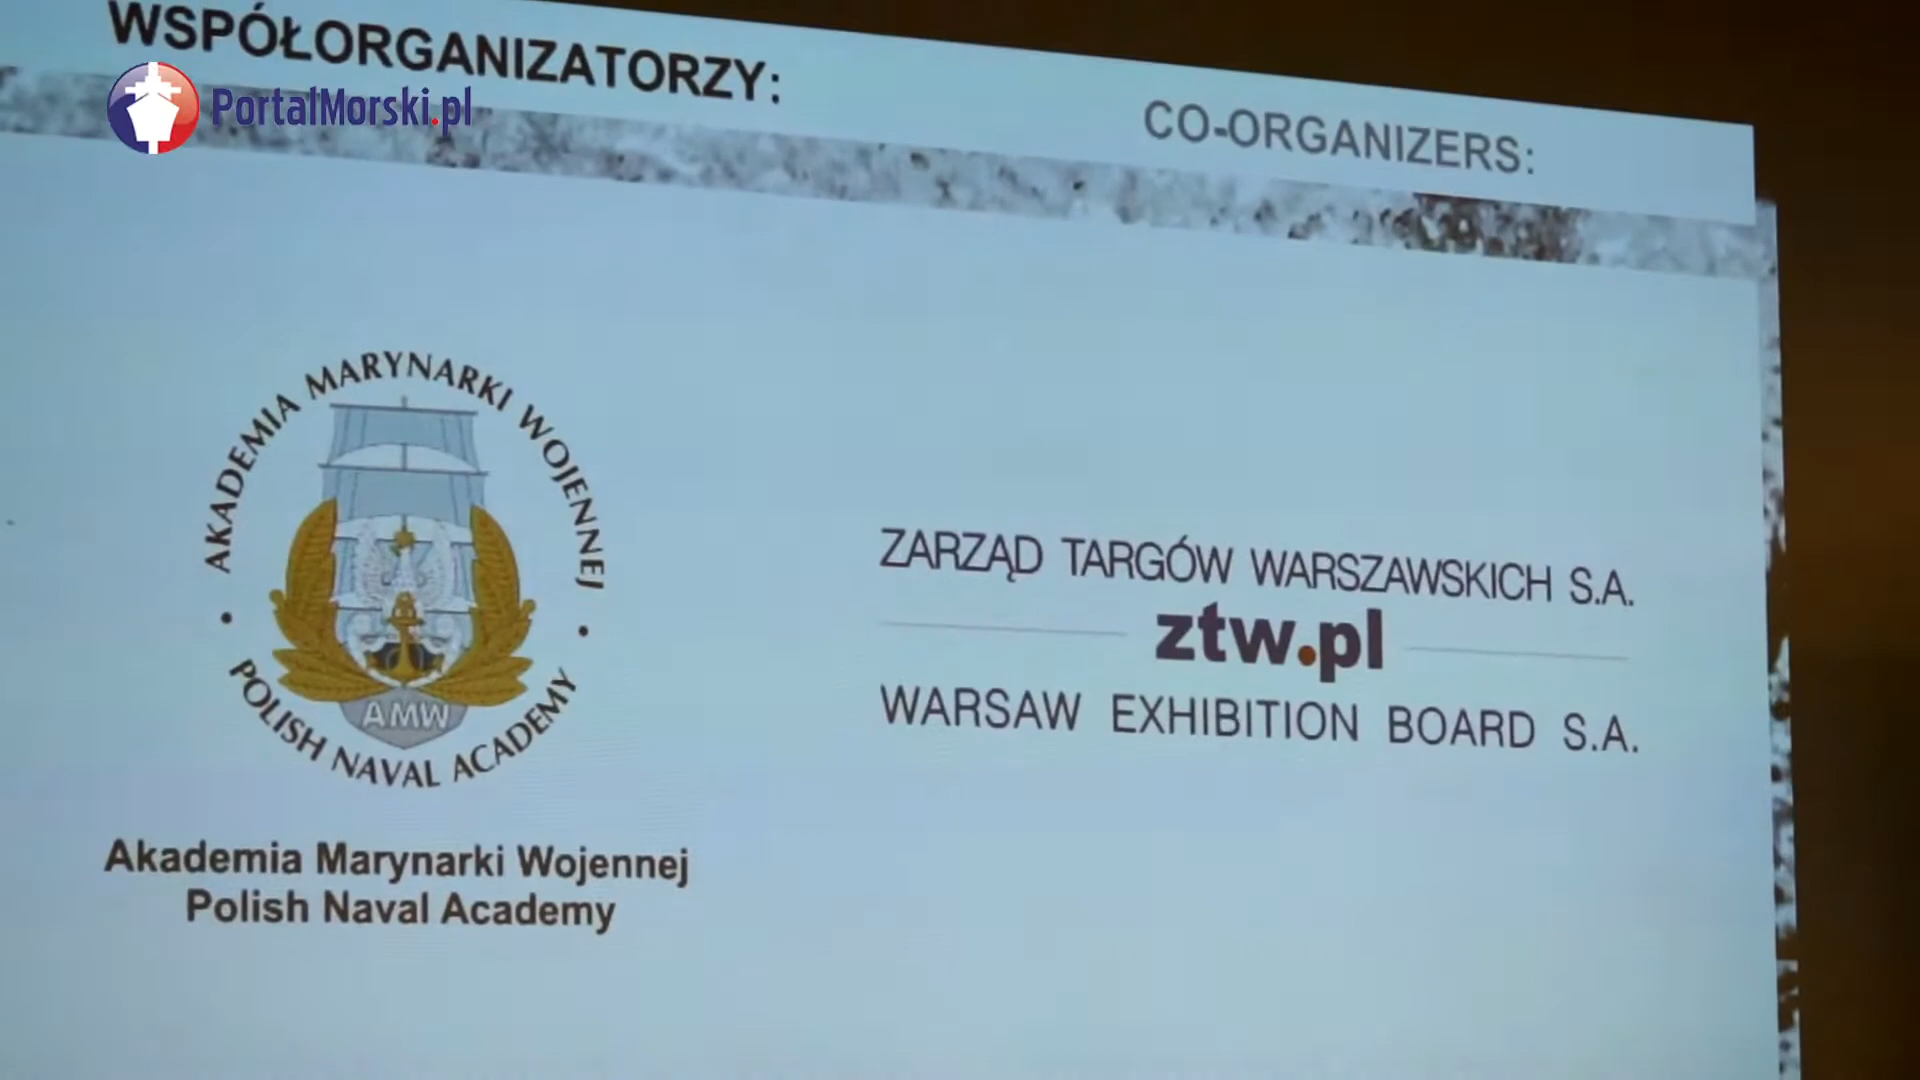 WSPÓŁORGANIZATORZY:
PortalMorski.pl
CO-ORGANIZERS:
AKADEMIA MARYNARKI WOJENNEJ
AMW
POLISH NAVAL ACADEMY
Akademia Marynarki Wojennej
Polish Naval Academy
ZARZĄD TARGÓW WARSZAWSKICH S.A.
ztw.pl
WARSAW EXHIBITION BOARD S.A.